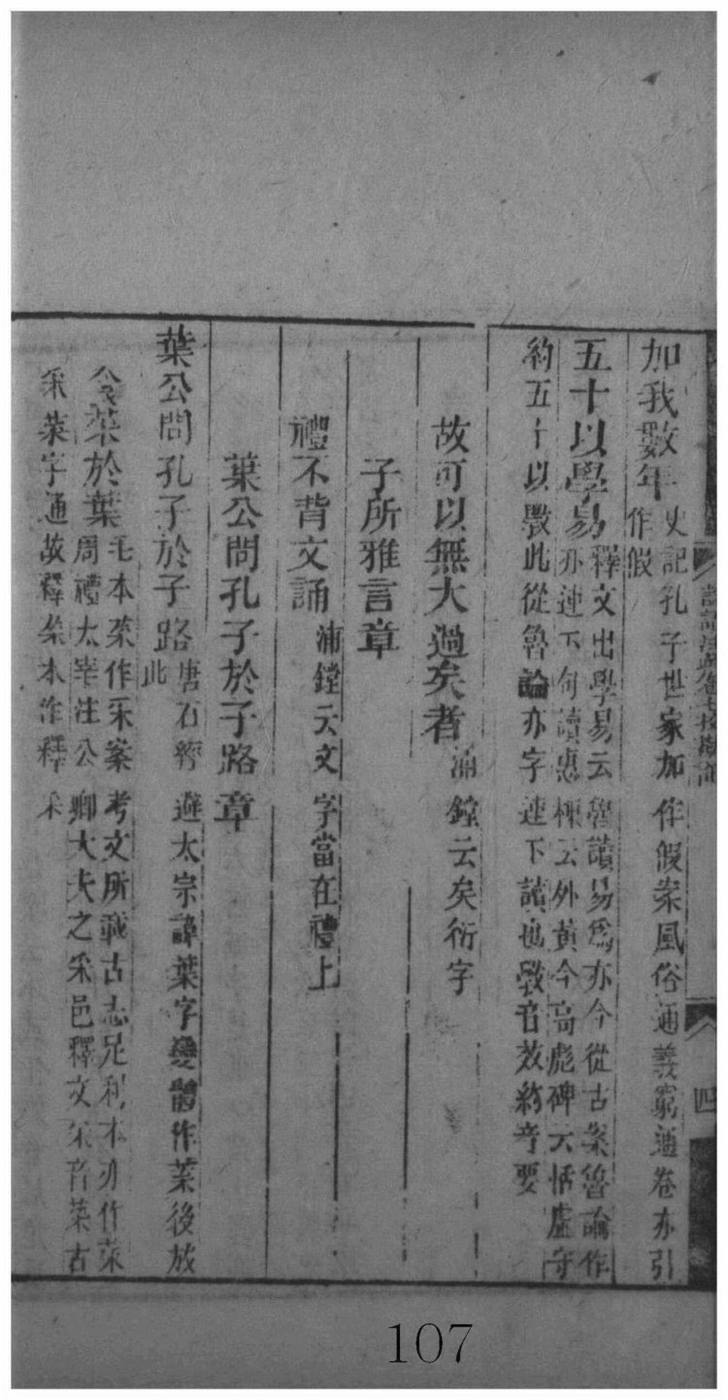 加我數年史記孔子世家加作假案風俗通義窮通卷亦引
作假
五十以學易釋文出學易云魯讀易為亦今從古案魯論作
亦連下句讀惠棟云外黃令高彪碑云恬虛守
約五十以斆此從魯論亦字連下讀也斆音效約音要
故可以無大過矣者浦鏜云矣衍字
子所雅言章
禮不背文誦浦鏜云文字當在禮上
葉公問孔子於子路章
葉公問孔子於子路唐石經避太宗諱葉字變體作䒶後放
此
食菜於葉毛本菜作采案考文所載古志足利本亦作菜
周禮太宰注公卿大夫之采邑釋文采音菜古
采菜字通故釋菜亦作釋采
論語注疏卷七挍勘記
四
107